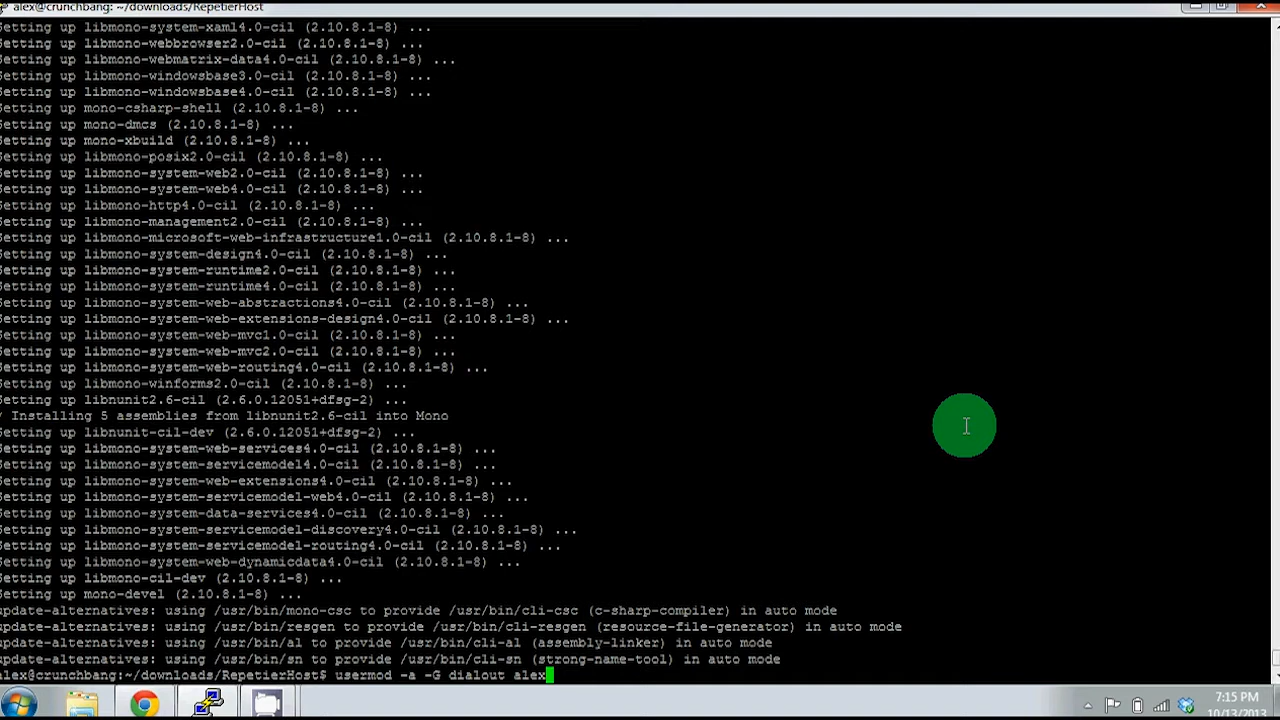 alex@crunchbang: ~/downloads/RepetierHost
Setting up libmono-system-xaml4.0-cil (2.10.8.1-8) ...
Setting up libmono-webbrowser2.0-cil (2.10.8.1-8) ...
Setting up libmono-webmatrix-data4.0-cil (2.10.8.1-8) ...
Setting up libmono-windowsbase3.0-cil (2.10.8.1-8) ...
Setting up libmono-windowsbase4.0-cil (2.10.8.1-8) ...
Setting up mono-csharp-shell (2.10.8.1-8) ...
Setting up mono-dmcs (2.10.8.1-8) ...
Setting up mono-xbuild (2.10.8.1-8) ...
Setting up libmono-posix2.0-cil (2.10.8.1-8) ...
Setting up libmono-system-web2.0-cil (2.10.8.1-8) ...
Setting up libmono-system-web4.0-cil (2.10.8.1-8) ...
Setting up libmono-http4.0-cil (2.10.8.1-8) ...
Setting up libmono-management2.0-cil (2.10.8.1-8) ...
Setting up libmono-microsoft-web-infrastructure1.0-cil (2.10.8.1-8) ...
Setting up libmono-system-design4.0-cil (2.10.8.1-8) ...
Setting up libmono-system-runtime2.0-cil (2.10.8.1-8) ...
Setting up libmono-system-runtime4.0-cil (2.10.8.1-8) ...
Setting up libmono-system-web-abstractions4.0-cil (2.10.8.1-8) ...
Setting up libmono-system-web-extensions-design4.0-cil (2.10.8.1-8) ...
Setting up libmono-system-web-mvc1.0-cil (2.10.8.1-8) ...
Setting up libmono-system-web-mvc2.0-cil (2.10.8.1-8) ...
Setting up libmono-system-web-routing4.0-cil (2.10.8.1-8) ...
Setting up libmono-winforms2.0-cil (2.10.8.1-8) ...
Setting up libnunit2.6-cil (2.6.0.12051+dfsg-2) ...
Installing 5 assemblies from libnunit2.6-cil into Mono
Setting up libnunit-cil-dev (2.6.0.12051+dfsg-2) ...
Setting up libmono-system-web-services4.0-cil (2.10.8.1-8) ...
Setting up libmono-system-servicemodel4.0-cil (2.10.8.1-8) ...
Setting up libmono-system-web-extensions4.0-cil (2.10.8.1-8) ...
Setting up libmono-system-servicemodel-web4.0-cil (2.10.8.1-8) ...
Setting up libmono-system-data-services4.0-cil (2.10.8.1-8) ...
Setting up libmono-system-servicemodel-discovery4.0-cil (2.10.8.1-8) ...
Setting up libmono-system-servicemodel-routing4.0-cil (2.10.8.1-8) ...
Setting up libmono-system-web-dynamicdata4.0-cil (2.10.8.1-8) ...
Setting up libmono-cil-dev (2.10.8.1-8) ...
Setting up mono-devel (2.10.8.1-8) ...
update-alternatives: using /usr/bin/mono-csc to provide /usr/bin/cli-csc (c-sharp-compiler) in auto mode
update-alternatives: using /usr/bin/resgen to provide /usr/bin/cli-resgen (resource-file-generator) in auto mode
update-alternatives: using /usr/bin/al to provide /usr/bin/cli-al (assembly-linker) in auto mode
update-alternatives: using /usr/bin/sn to provide /usr/bin/cli-sn (strong-name-tool) in auto mode
alex@crunchbang:~/downloads/RepetierHost$ usermod -a -G dialout alex
7:15 PM
10/13/2013